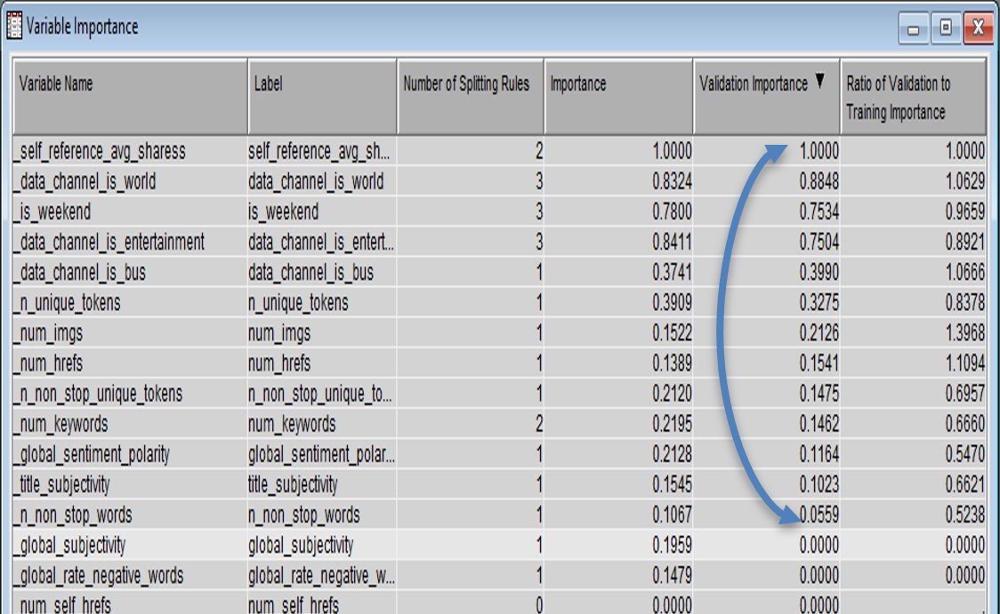 Variable Importance
Variable Name Label Number of Splitting Rules Importance Validation Importance ▼ Ratio of Validation to
Training Importance
_self_reference_avg_sharess self_reference_avg_sh... 2 1.0000 1.0000 1.0000
_data_channel_is_world data_channel_is_world 3 0.8324 0.8848 1.0629
_is_weekend is_weekend 3 0.7800 0.7534 0.9659
_data_channel_is_entertainment data_channel_is_entert... 3 0.8411 0.7504 0.8921
_data_channel_is_bus data_channel_is_bus 1 0.3741 0.3990 1.0666
_n_unique_tokens n_unique_tokens 1 0.3909 0.3275 0.8378
_num_imgs num_imgs 1 0.1522 0.2126 1.3968
_num_hrefs num_hrefs 1 0.1389 0.1541 1.1094
_n_non_stop_unique_tokens n_non_stop_unique_to... 1 0.2120 0.1475 0.6957
_num_keywords num_keywords 2 0.2195 0.1462 0.6660
_global_sentiment_polarity global_sentiment_polar... 1 0.2128 0.1164 0.5470
_title_subjectivity title_subjectivity 1 0.1545 0.1023 0.6621
_n_non_stop_words n_non_stop_words 1 0.1067 0.0559 0.5238
_global_subjectivity global_subjectivity 1 0.1959 0.0000 0.0000
_global_rate_negative_words global_rate_negative_w... 1 0.1479 0.0000 0.0000
_num_self_hrefs num_self_hrefs 0 0.0000 0.0000 .